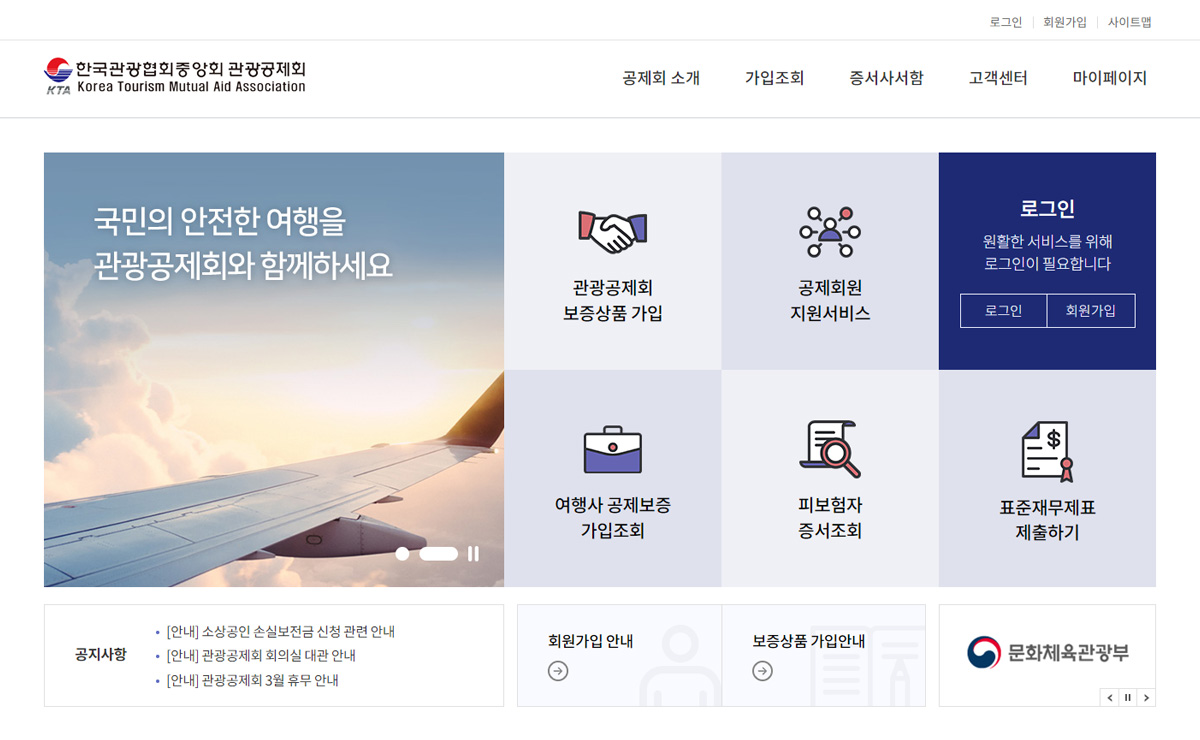 로그인
회원가입
사이트맵
한국관광협회중앙회 관광공제회
KTA
Korea Tourism Mutual Aid Association
공제회 소개
가입조회
증서사서함
고객센터
마이페이지
국민의 안전한 여행을
관광공제회와 함께하세요
관광공제회
보증상품 가입
공제회원
지원서비스
로그인
원활한 서비스를 위해
로그인이 필요합니다
로그인
회원가입
여행사 공제보증
가입조회
피보험자
증서조회
$
표준재무제표
제출하기
공지사항
• [안내] 소상공인 손실보전금 신청 관련 안내
• [안내] 관광공제회 회의실 대관 안내
• [안내] 관광공제회 3월 휴무 안내
회원가입 안내
보증상품 가입안내
문화체육관광부